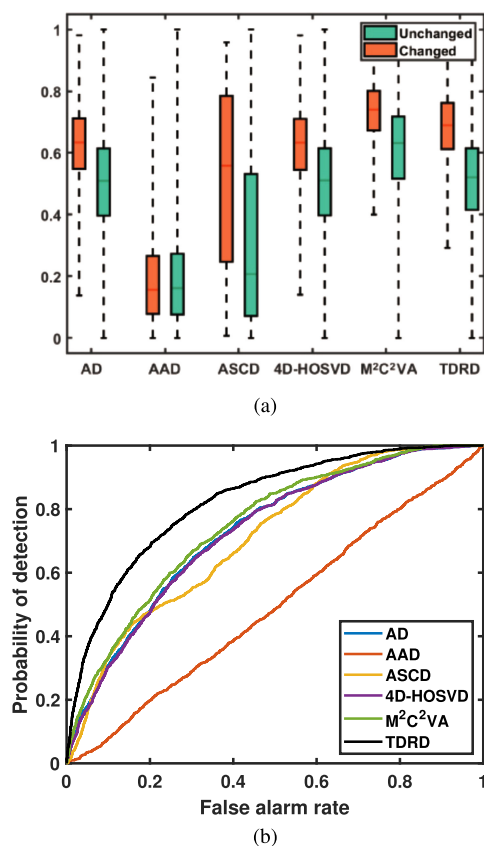 1
0.8
0.6
0.4
0.2
0
Unchanged
Changed
AD AAD ASCD 4D-HOSVD M²C²VA TDRD
(a)
Probability of detection
1
0.8
0.6
0.4
0.2
0
AD
AAD
ASCD
4D-HOSVD
M²C²VA
TDRD
0 0.2 0.4 0.6 0.8 1
False alarm rate
(b)